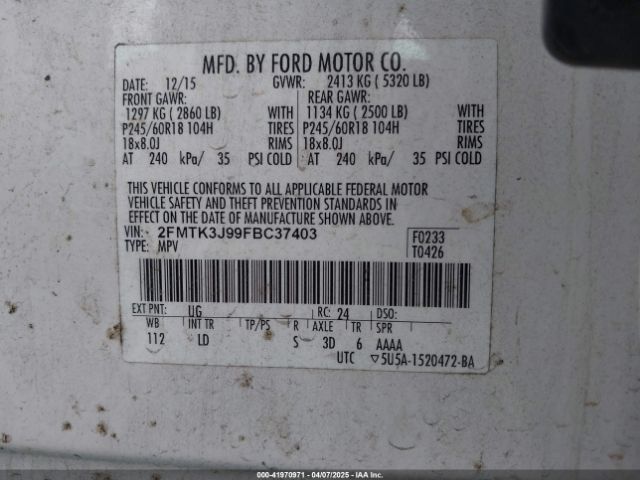 MFD. BY FORD MOTOR CO.
DATE: 12/15 GVWR: 2413 KG ( 5320 LB)
FRONT GAWR: REAR GAWR:
1297 KG ( 2860 LB) WITH 1134 KG ( 2500 LB) WITH
P245/60R18 104H TIRES P245/60R18 104H TIRES
18x8.0J RIMS 18x8.0J RIMS
AT 240 kPa/ 35 PSI COLD AT 240 kPa/ 35 PSI COLD
THIS VEHICLE CONFORMS TO ALL APPLICABLE FEDERAL MOTOR
VEHICLE SAFETY AND THEFT PREVENTION STANDARDS IN
EFFECT ON THE DATE OF MANUFACTURE SHOWN ABOVE.
VIN: 2FMTK3J99FBC37403 F0233
TYPE: MPV T0426
EXT PNT: UG RC: 24 DSO:
WB INT TR TP/PS R AXLE TR SPR
112 LD S 3D 6 AAAA
UTC ▽5U5A-1520472-BA
000-41970971 - 04/07/2025 - IAA, Inc.